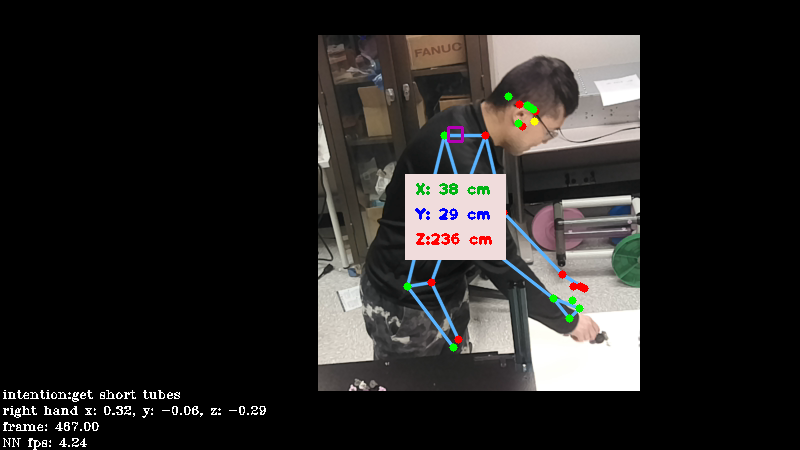 FANUC
X: 38 cm
Y: 29 cm
Z:236 cm
intention:get short tubes
right hand x: 0.32, y: -0.06, z: -0.29
frame: 467.00
NN fps: 4.24